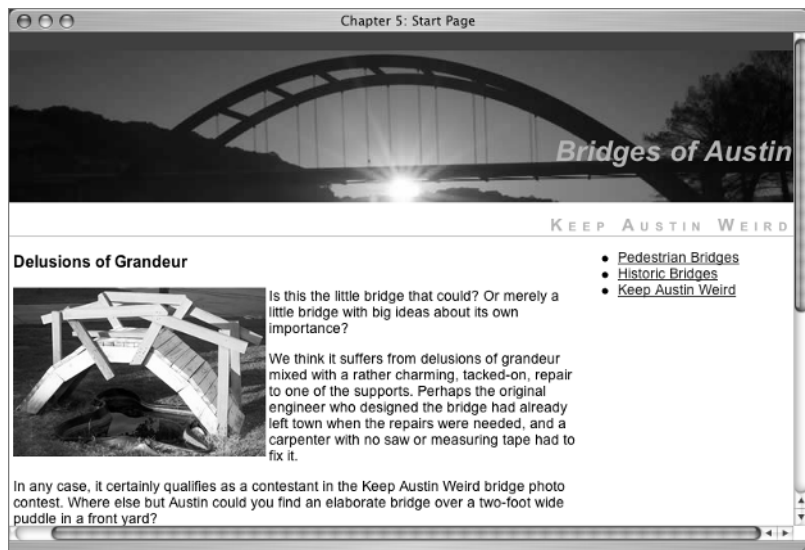 Chapter 5: Start Page
Bridges of Austin
Keep Austin Weird
Delusions of Grandeur
Is this the little bridge that could? Or merely a
little bridge with big ideas about its own
importance?
We think it suffers from delusions of grandeur
mixed with a rather charming, tacked-on, repair
to one of the supports. Perhaps the original
engineer who designed the bridge had already
left town when the repairs were needed, and a
carpenter with no saw or measuring tape had to
fix it.
In any case, it certainly qualifies as a contestant in the Keep Austin Weird bridge photo
contest. Where else but Austin could you find an elaborate bridge over a two-foot wide
puddle in a front yard?
Pedestrian Bridges
Historic Bridges
Keep Austin Weird